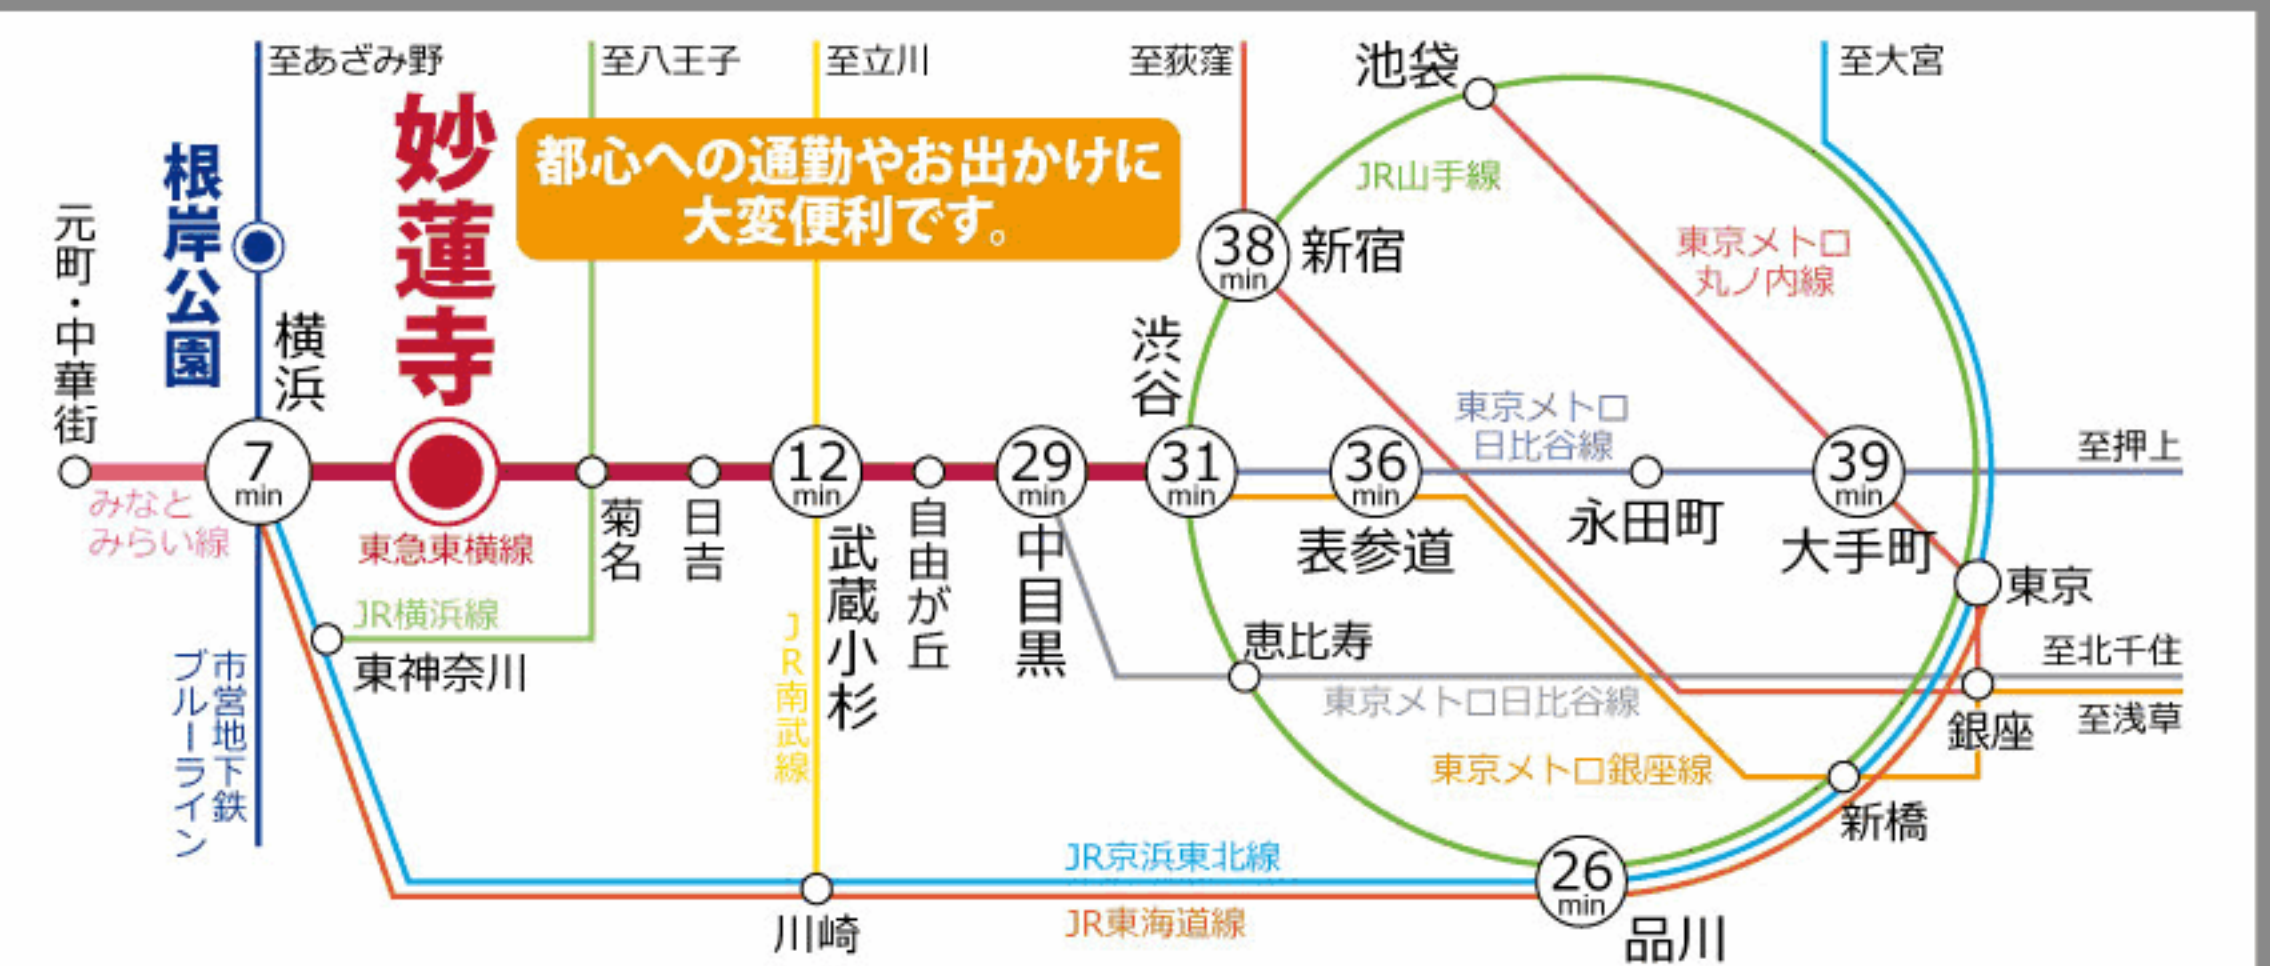 至あざみ野
至八王子
至立川
至荻窪
池袋
至大宮
妙蓮寺
都心への通勤やお出かけに
大変便利です。
根岸公園
JR山手線
元町・中華街
38
min
新宿
東京メトロ
丸ノ内線
横浜
渋谷
東京メトロ
日比谷線
至押上
7
min
12
min
29
min
31
min
36
min
39
min
みなと
みらい線
東急東横線
菊名
日吉
武蔵小杉
自由が丘
中目黒
表参道
永田町
大手町
東京
JR横浜線
東神奈川
恵比寿
至北千住
市営地下鉄
ブルーライン
JR南武線
東京メトロ日比谷線
銀座
至浅草
東京メトロ銀座線
新橋
JR京浜東北線
26
min
川崎
JR東海道線
品川